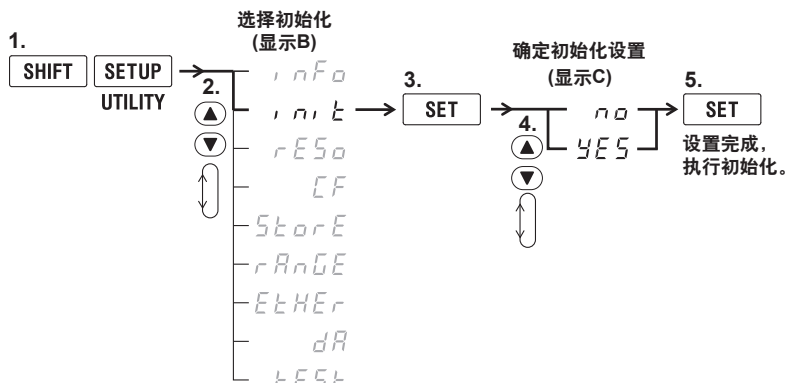 选择初始化
(显示B)
1.
SHIFT SETUP
UTILITY
2.
inFo
init
rESo
CF
StorE
rAnGE
EtHEr
dA
tESt
3.
SET
确定初始化设置
(显示C)
4.
no
YES
5.
SET
设置完成，
执行初始化。